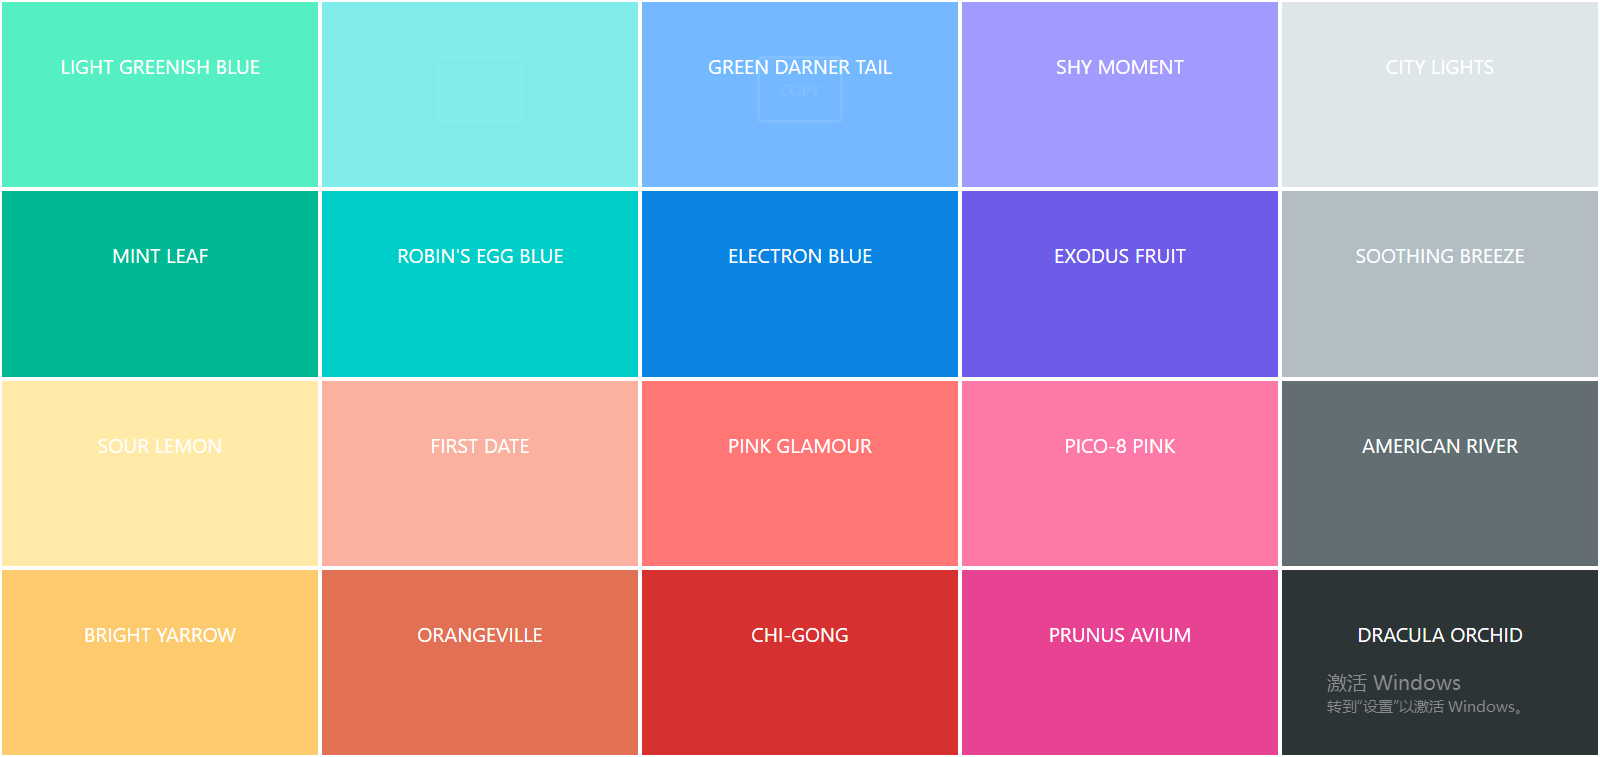 LIGHT GREENISH BLUE
GREEN DARNER TAIL
COPY
SHY MOMENT
CITY LIGHTS
MINT LEAF
ROBIN'S EGG BLUE
ELECTRON BLUE
EXODUS FRUIT
SOOTHING BREEZE
SOUR LEMON
FIRST DATE
PINK GLAMOUR
PICO-8 PINK
AMERICAN RIVER
BRIGHT YARROW
ORANGEVILLE
CHI-GONG
PRUNUS AVIUM
DRACULA ORCHID
激活 Windows
转到"设置"以激活 Windows。